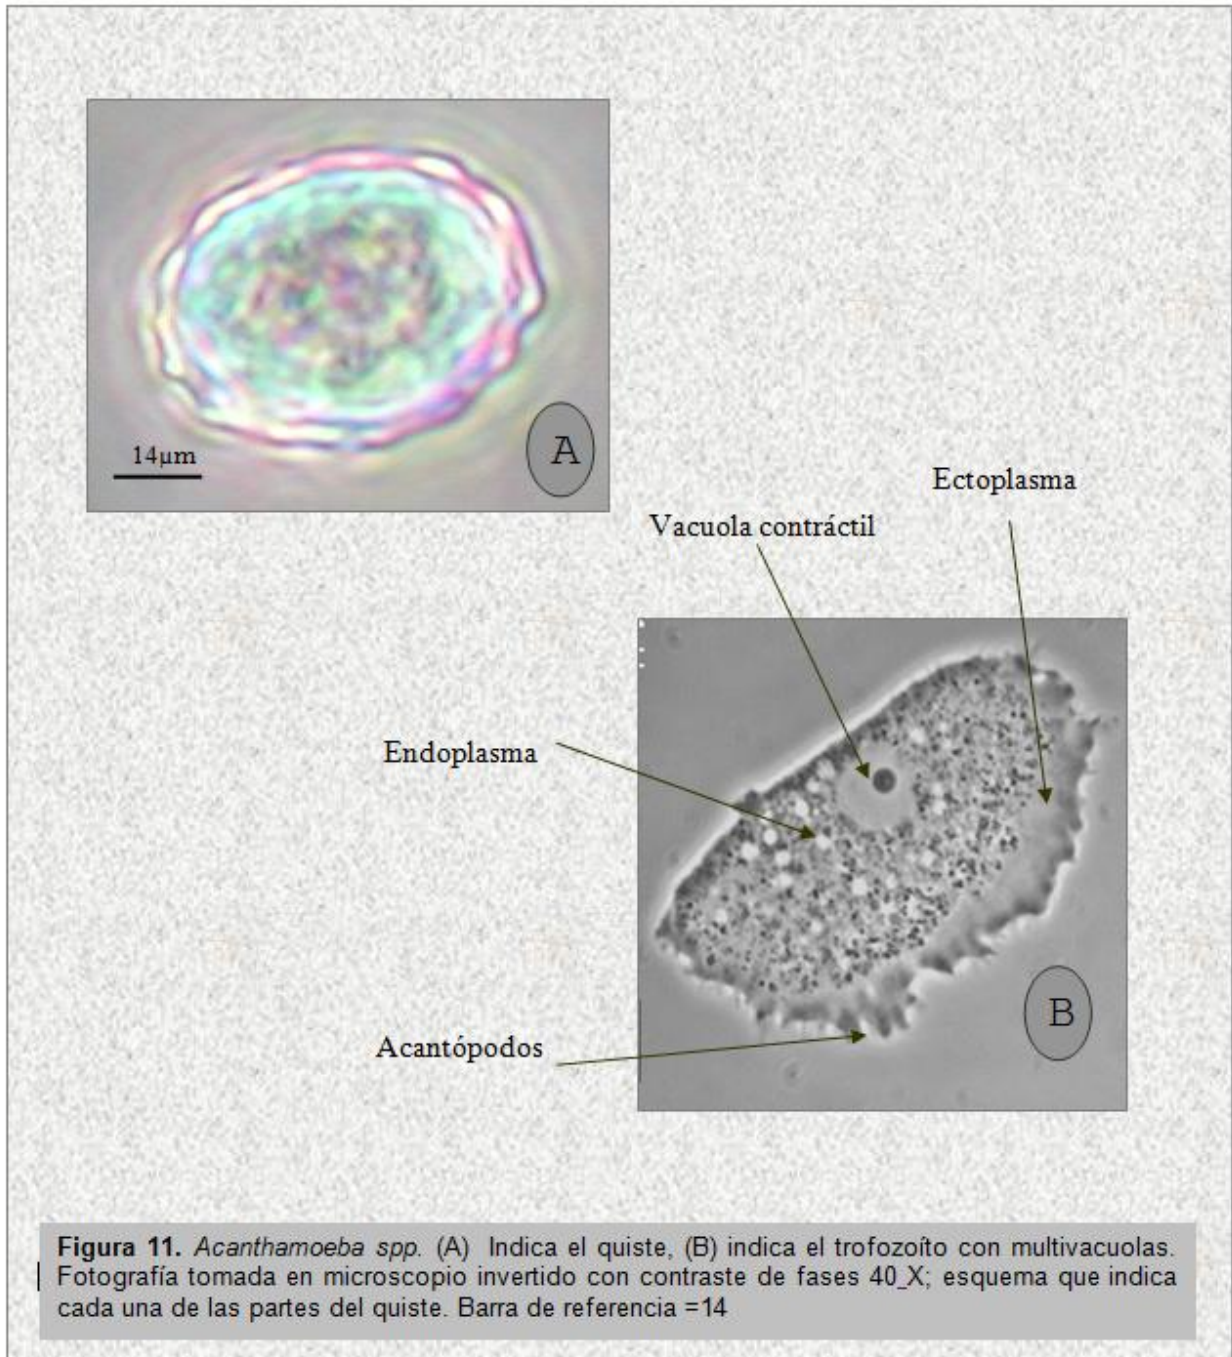 14µm
A
Ectoplasma
Vacuola contráctil
Endoplasma
B
Acantópodos
Figura 11. Acanthamoeba spp. (A) Indica el quiste, (B) indica el trofozoíto con multivacuolas.
Fotografía tomada en microscopio invertido con contraste de fases 40_X; esquema que indica
cada una de las partes del quiste. Barra de referencia =14